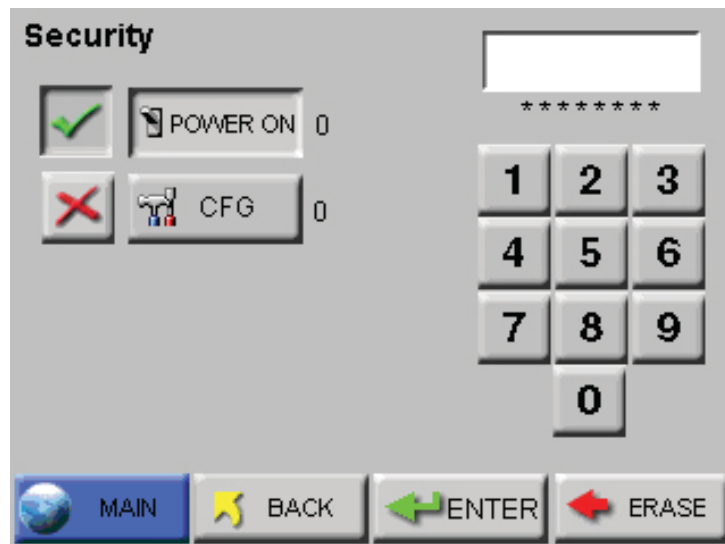 Security
********
POWER ON 0
CFG 0
1 2 3
4 5 6
7 8 9
0
MAIN BACK ENTER ERASE